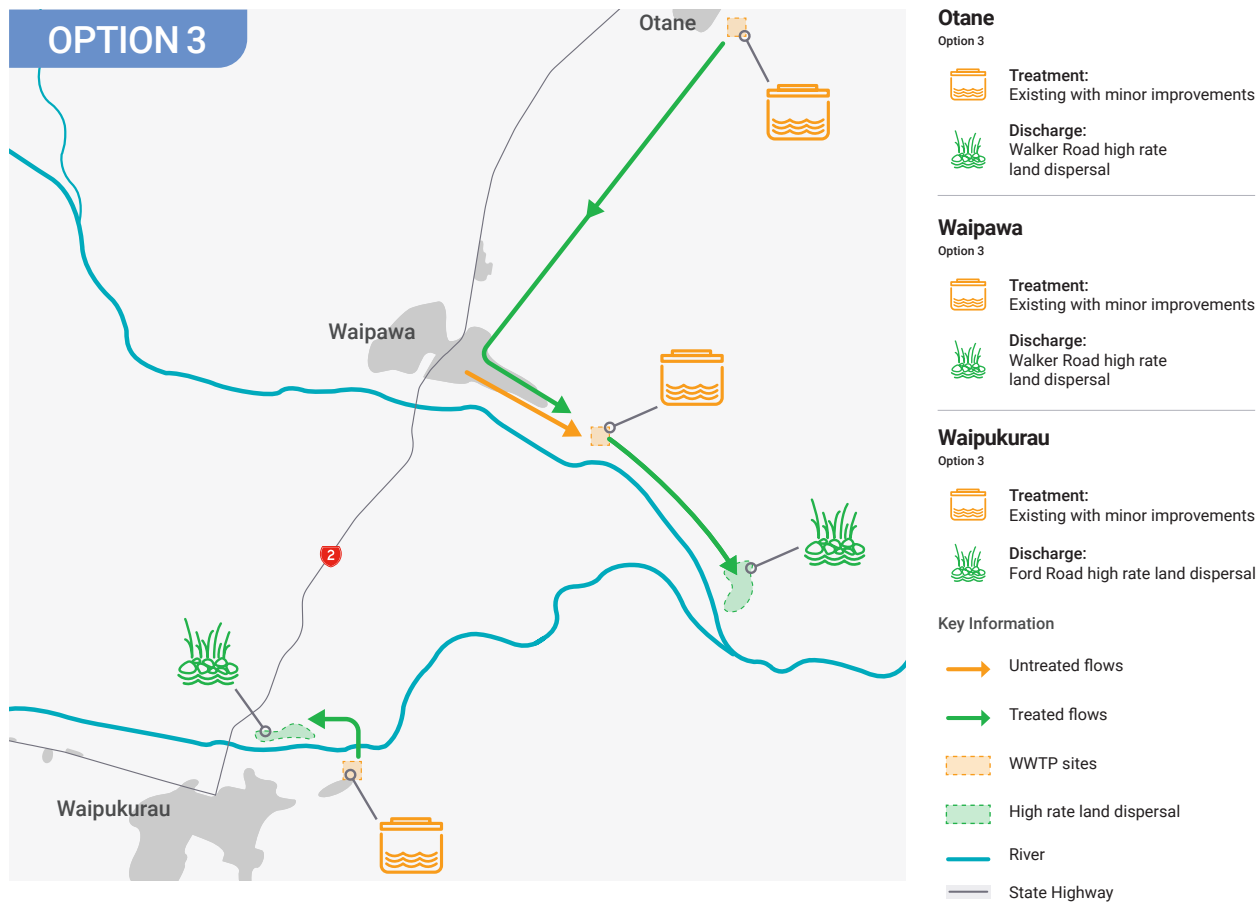 OPTION 3
Otane
Waipawa
2
Waipukurau
Otane
Option 3
Treatment:
Existing with minor improvements
Discharge:
Walker Road high rate
land dispersal
Waipawa
Option 3
Treatment:
Existing with minor improvements
Discharge:
Walker Road high rate
land dispersal
Waipukurau
Option 3
Treatment:
Existing with minor improvements
Discharge:
Ford Road high rate land dispersal
Key Information
Untreated flows
Treated flows
WWTP sites
High rate land dispersal
River
State Highway